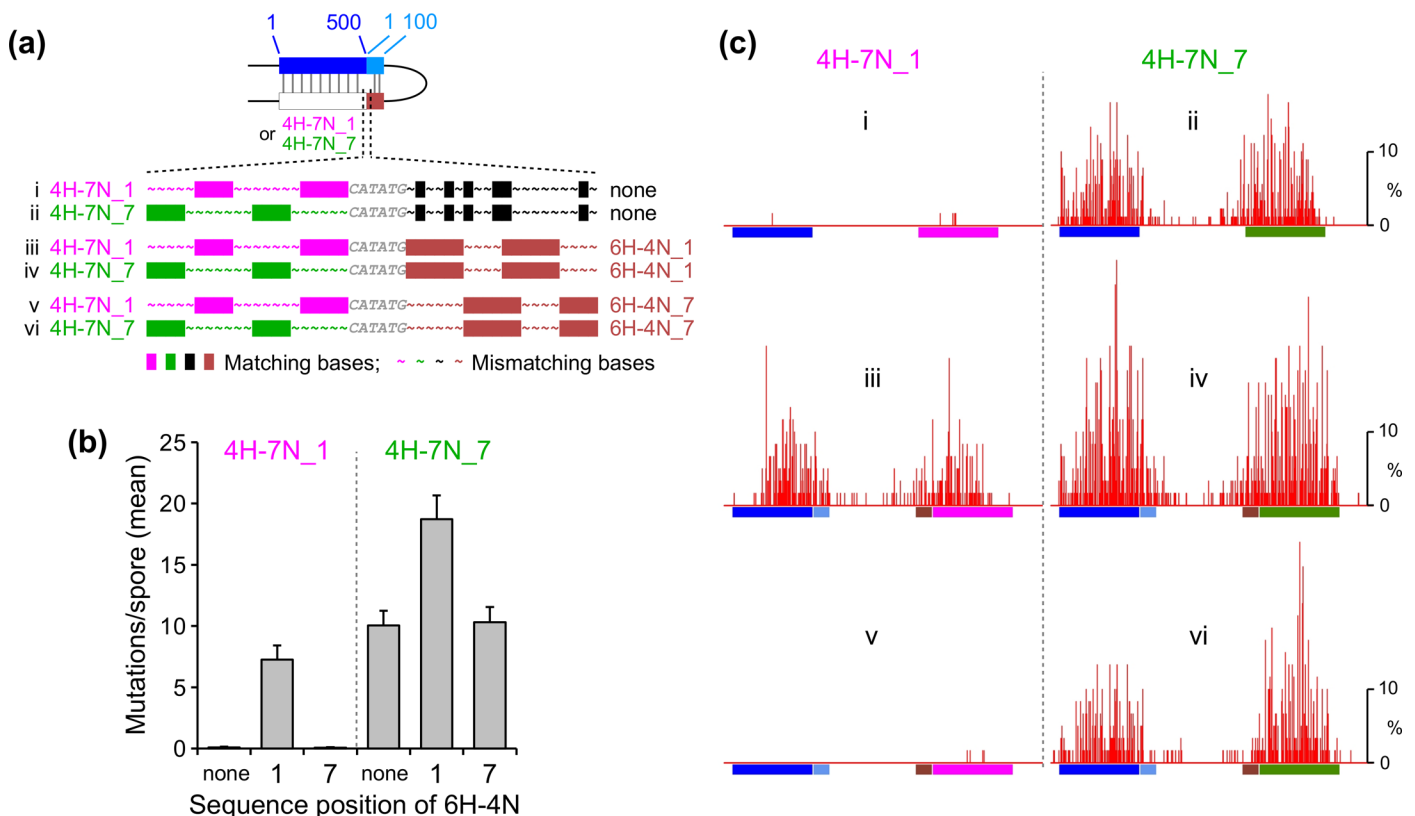 (a)
1 500 1 100
or 4H-7N_1
4H-7N_7
i 4H-7N_1 ~~~~~ ~~~~~~~ CATATG~ ~~ ~ ~~ ~~~~~~~ ~ none
ii 4H-7N_7 ~~~~~~~ ~~~~~~CATATG~ ~~ ~ ~~ ~~~~~~~ ~ none
iii 4H-7N_1 ~~~~~ ~~~~~~~ CATATG ~~~~ ~~~~ 6H-4N_1
iv 4H-7N_7 ~~~~~~~ ~~~~~~CATATG ~~~~ ~~~~ 6H-4N_1
v 4H-7N_1 ~~~~~ ~~~~~~~ CATATG~~~~~~ ~~~~ 6H-4N_7
vi 4H-7N_7 ~~~~~~~ ~~~~~~CATATG~~~~~~ ~~~~ 6H-4N_7
Matching bases; ~ ~ ~ ~ Mismatching bases
(b)
4H-7N_1 4H-7N_7
Mutations/spore (mean)
25
20
15
10
5
0
none 1 7 none 1 7
Sequence position of 6H-4N
(c)
4H-7N_1 4H-7N_7
i ii
10
%
0
iii iv
10
%
0
v vi
10
%
0